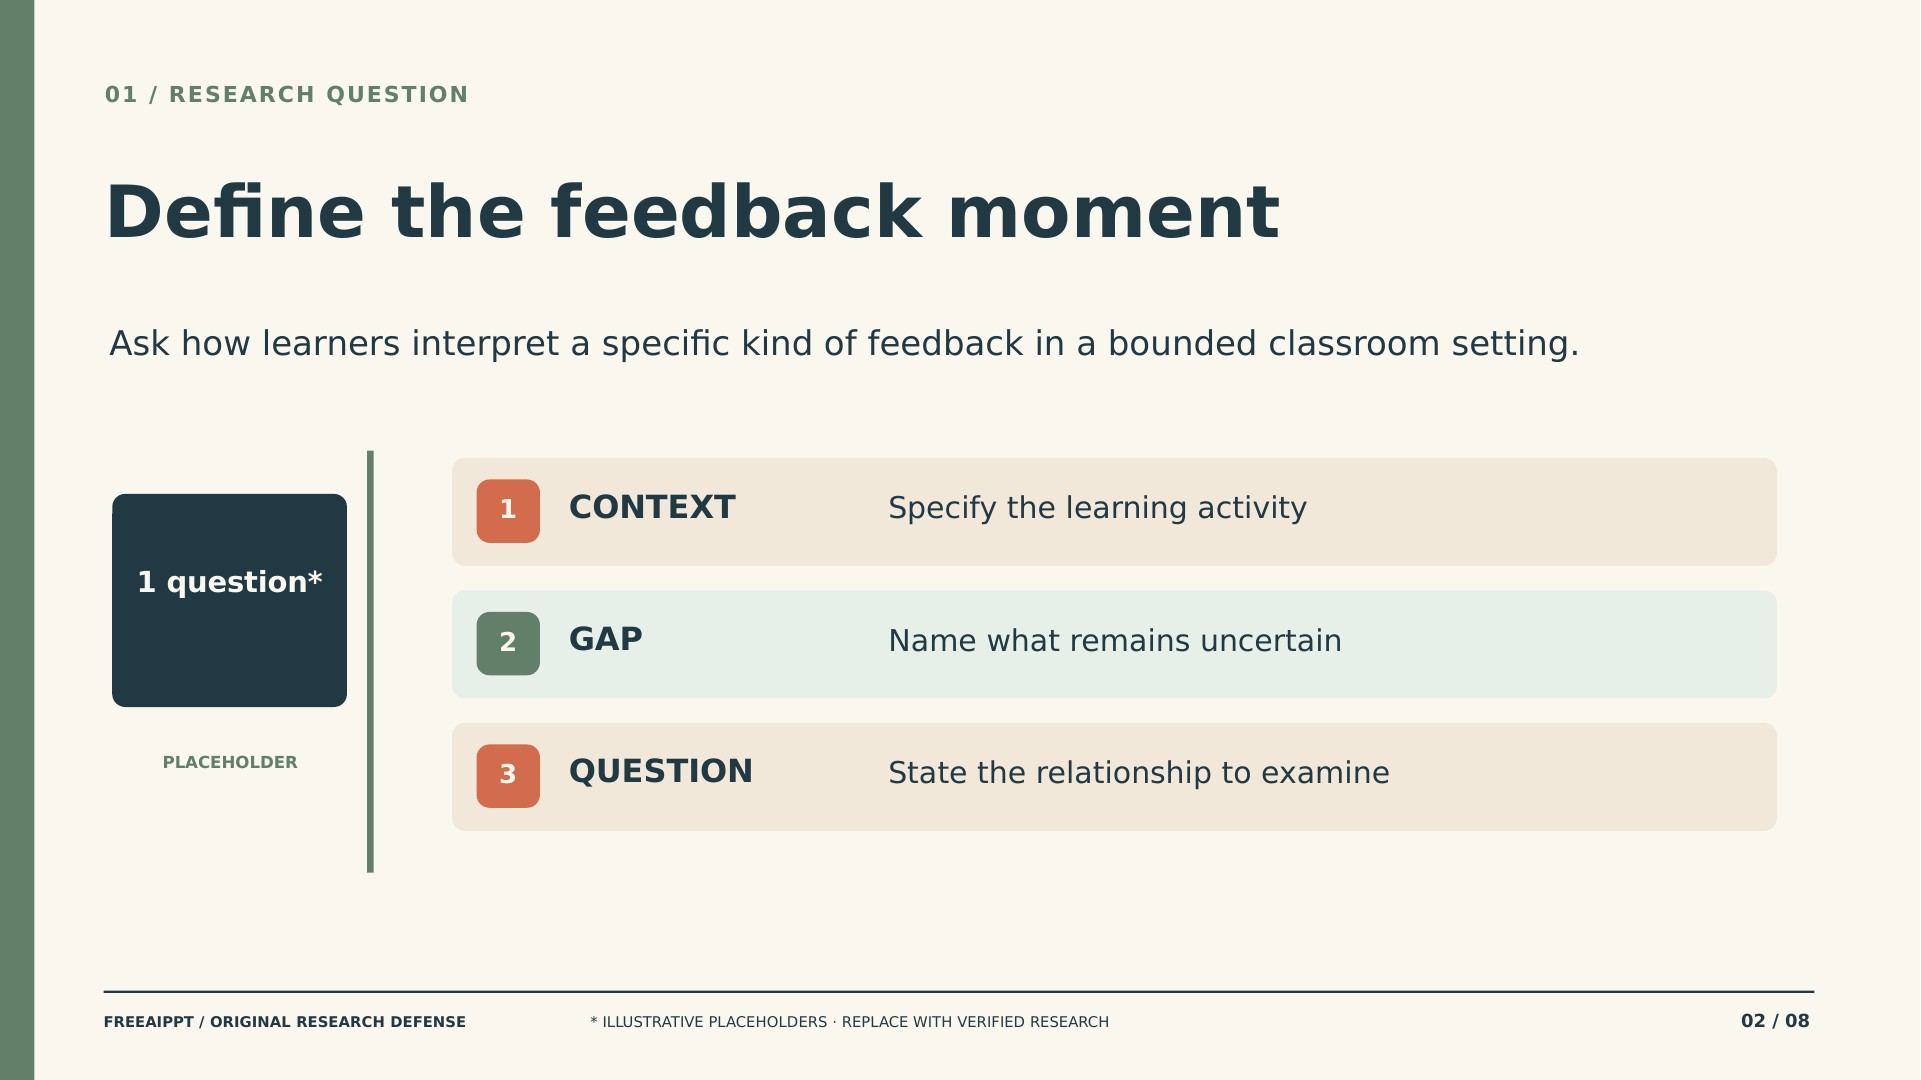 01 / RESEARCH QUESTION
Define the feedback moment
Ask how learners interpret a specific kind of feedback in a bounded classroom setting.
1 question*
PLACEHOLDER
1 CONTEXT Specify the learning activity
2 GAP Name what remains uncertain
3 QUESTION State the relationship to examine
FREEAIPPT / ORIGINAL RESEARCH DEFENSE * ILLUSTRATIVE PLACEHOLDERS · REPLACE WITH VERIFIED RESEARCH 02 / 08